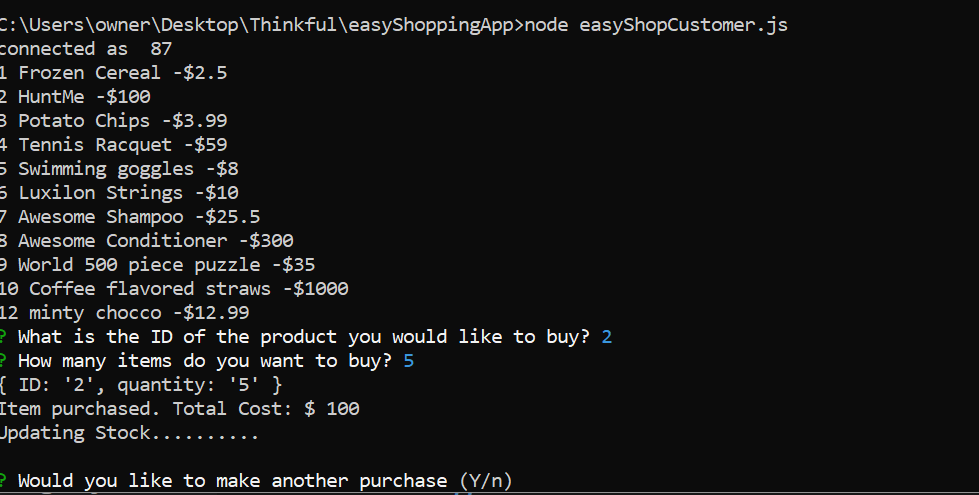 C:\Users\owner\Desktop\Thinkful\easyShoppingApp>node easyShopCustomer.js
connected as  87
1 Frozen Cereal -$2.5
2 HuntMe -$100
3 Potato Chips -$3.99
4 Tennis Racquet -$59
5 Swimming goggles -$8
6 Luxilon Strings -$10
7 Awesome Shampoo -$25.5
8 Awesome Conditioner -$300
9 World 500 piece puzzle -$35
10 Coffee flavored straws -$1000
12 minty chocco -$12.99
? What is the ID of the product you would like to buy? 2
? How many items do you want to buy? 5
{ ID: '2', quantity: '5' }
Item purchased. Total Cost: $ 100
Updating Stock..........
? Would you like to make another purchase (Y/n)